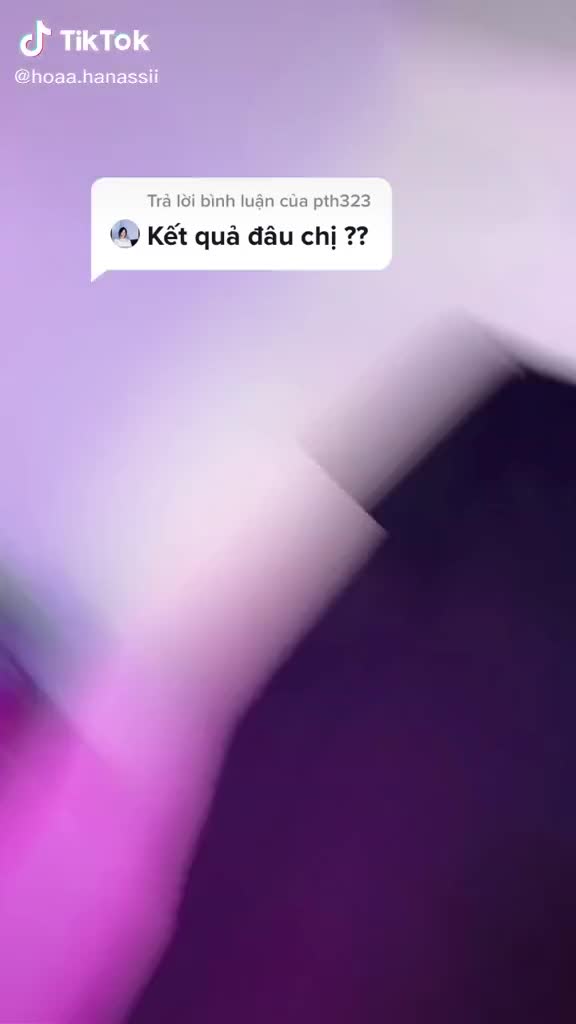 TikTok
@hoaa.hanassii
Trả lời bình luận của pth323
Kết quả đâu chị ??